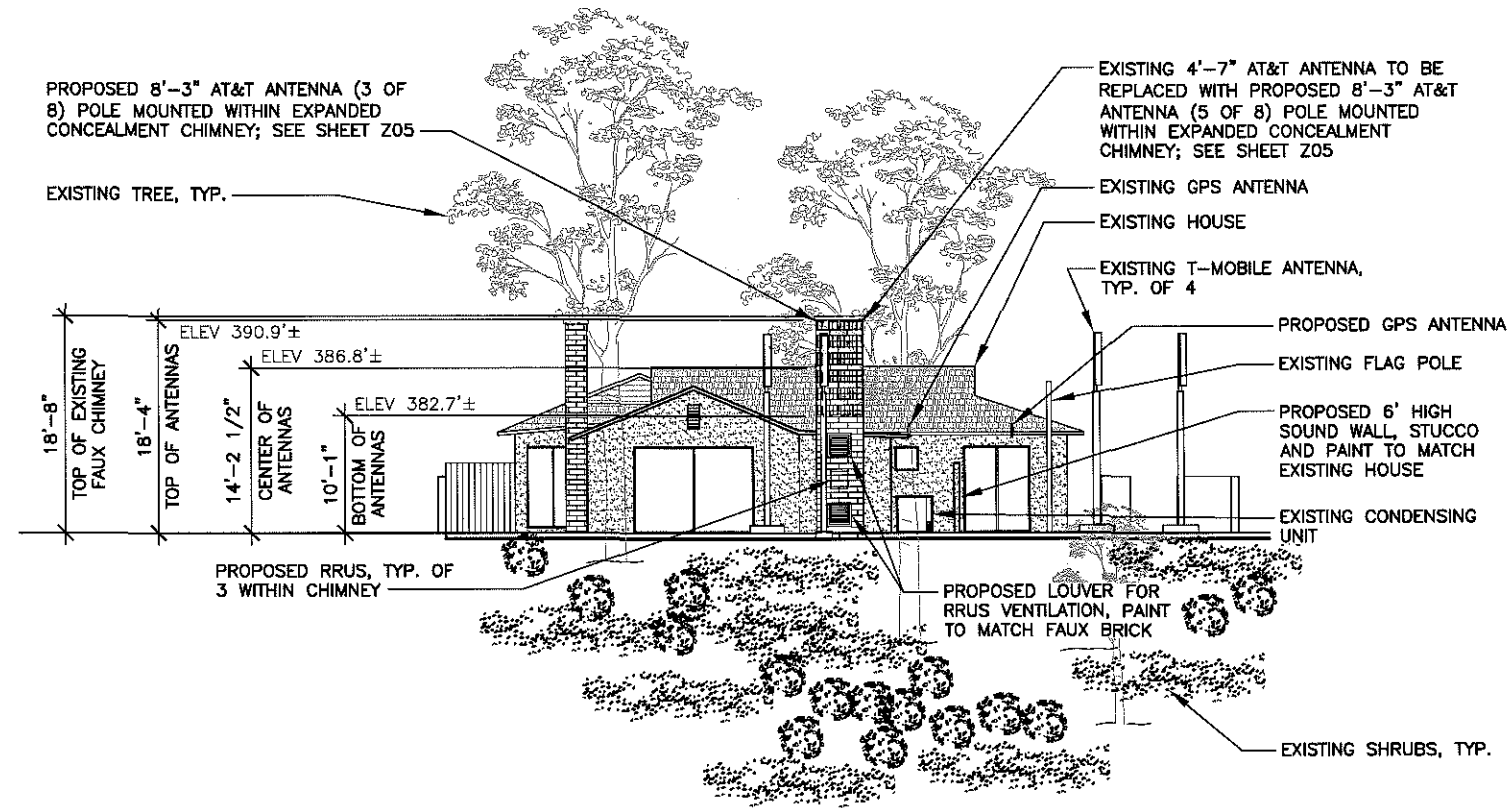 PROPOSED 8'-3" AT&T ANTENNA (3 OF
8) POLE MOUNTED WITHIN EXPANDED
CONCEALMENT CHIMNEY; SEE SHEET Z05
EXISTING TREE, TYP.
EXISTING 4'-7" AT&T ANTENNA TO BE
REPLACED WITH PROPOSED 8'-3" AT&T
ANTENNA (5 OF 8) POLE MOUNTED
WITHIN EXPANDED CONCEALMENT
CHIMNEY; SEE SHEET Z05
EXISTING GPS ANTENNA
EXISTING HOUSE
EXISTING T-MOBILE ANTENNA,
TYP. OF 4
PROPOSED GPS ANTENNA
EXISTING FLAG POLE
PROPOSED 6' HIGH
SOUND WALL, STUCCO
AND PAINT TO MATCH
EXISTING HOUSE
EXISTING CONDENSING
UNIT
ELEV 390.9'±
ELEV 386.8'±
ELEV 382.7'±
18'-8"
TOP OF EXISTING
FAUX CHIMNEY
18'-4"
TOP OF ANTENNAS
14'-2 1/2"
CENTER OF
ANTENNAS
10'-1"
BOTTOM OF
ANTENNAS
PROPOSED RRUS, TYP. OF
3 WITHIN CHIMNEY
PROPOSED LOUVER FOR
RRUS VENTILATION, PAINT
TO MATCH FAUX BRICK
EXISTING SHRUBS, TYP.